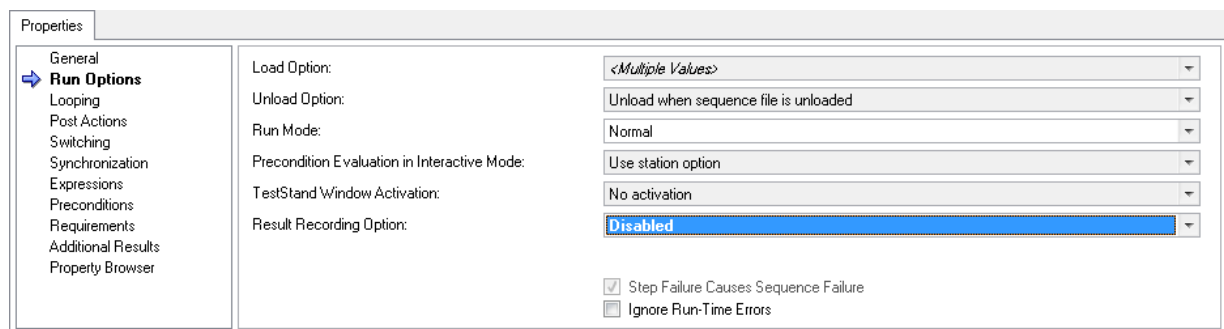 Properties
General
Run Options
Looping
Post Actions
Switching
Synchronization
Expressions
Preconditions
Requirements
Additional Results
Property Browser
Load Option: <Multiple Values>
Unload Option: Unload when sequence file is unloaded
Run Mode: Normal
Precondition Evaluation in Interactive Mode: Use station option
TestStand Window Activation: No activation
Result Recording Option: Disabled
Step Failure Causes Sequence Failure
Ignore Run-Time Errors